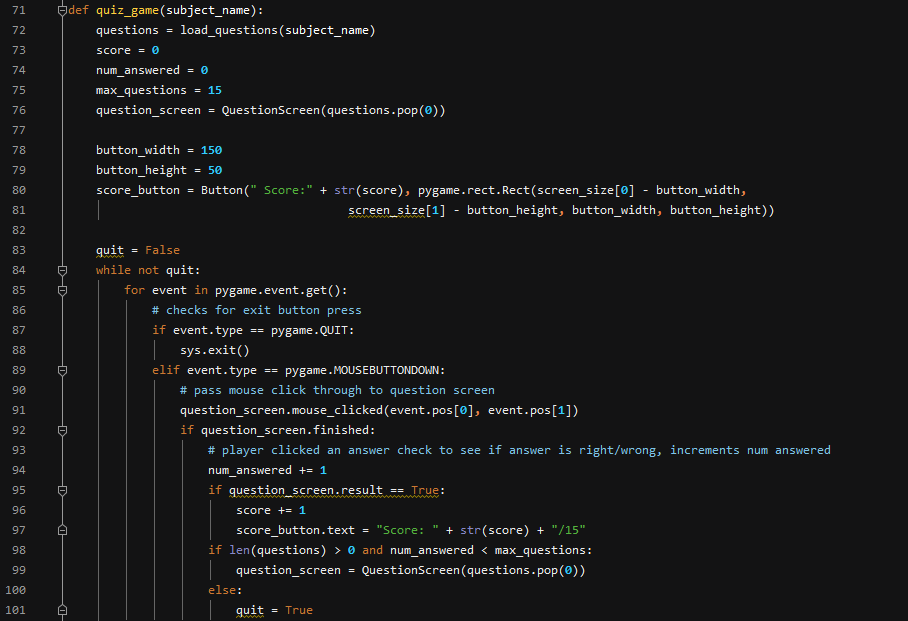 71 def quiz_game(subject_name):
72     questions = load_questions(subject_name)
73     score = 0
74     num_answered = 0
75     max_questions = 15
76     question_screen = QuestionScreen(questions.pop(0))
77
78     button_width = 150
79     button_height = 50
80     score_button = Button(" Score:" + str(score), pygame.rect.Rect(screen_size[0] - button_width,
81                                         screen_size[1] - button_height, button_width, button_height))
82
83     quit = False
84     while not quit:
85         for event in pygame.event.get():
86             # checks for exit button press
87             if event.type == pygame.QUIT:
88                 sys.exit()
89             elif event.type == pygame.MOUSEBUTTONDOWN:
90                 # pass mouse click through to question screen
91                 question_screen.mouse_clicked(event.pos[0], event.pos[1])
92                 if question_screen.finished:
93                     # player clicked an answer check to see if answer is right/wrong, increments num answered
94                     num_answered += 1
95                     if question_screen.result == True:
96                         score += 1
97                         score_button.text = "Score: " + str(score) + "/15"
98                     if len(questions) > 0 and num_answered < max_questions:
99                         question_screen = QuestionScreen(questions.pop(0))
100                     else:
101                         quit = True